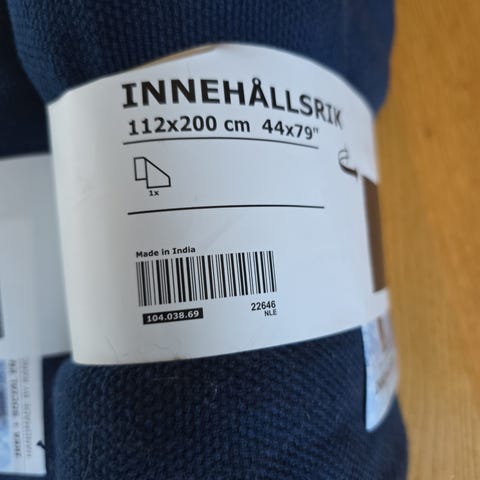 INNEHÅLLSRIK
112x200 cm 44x79"
1x
Made in India
104.038.69
22646
NLE